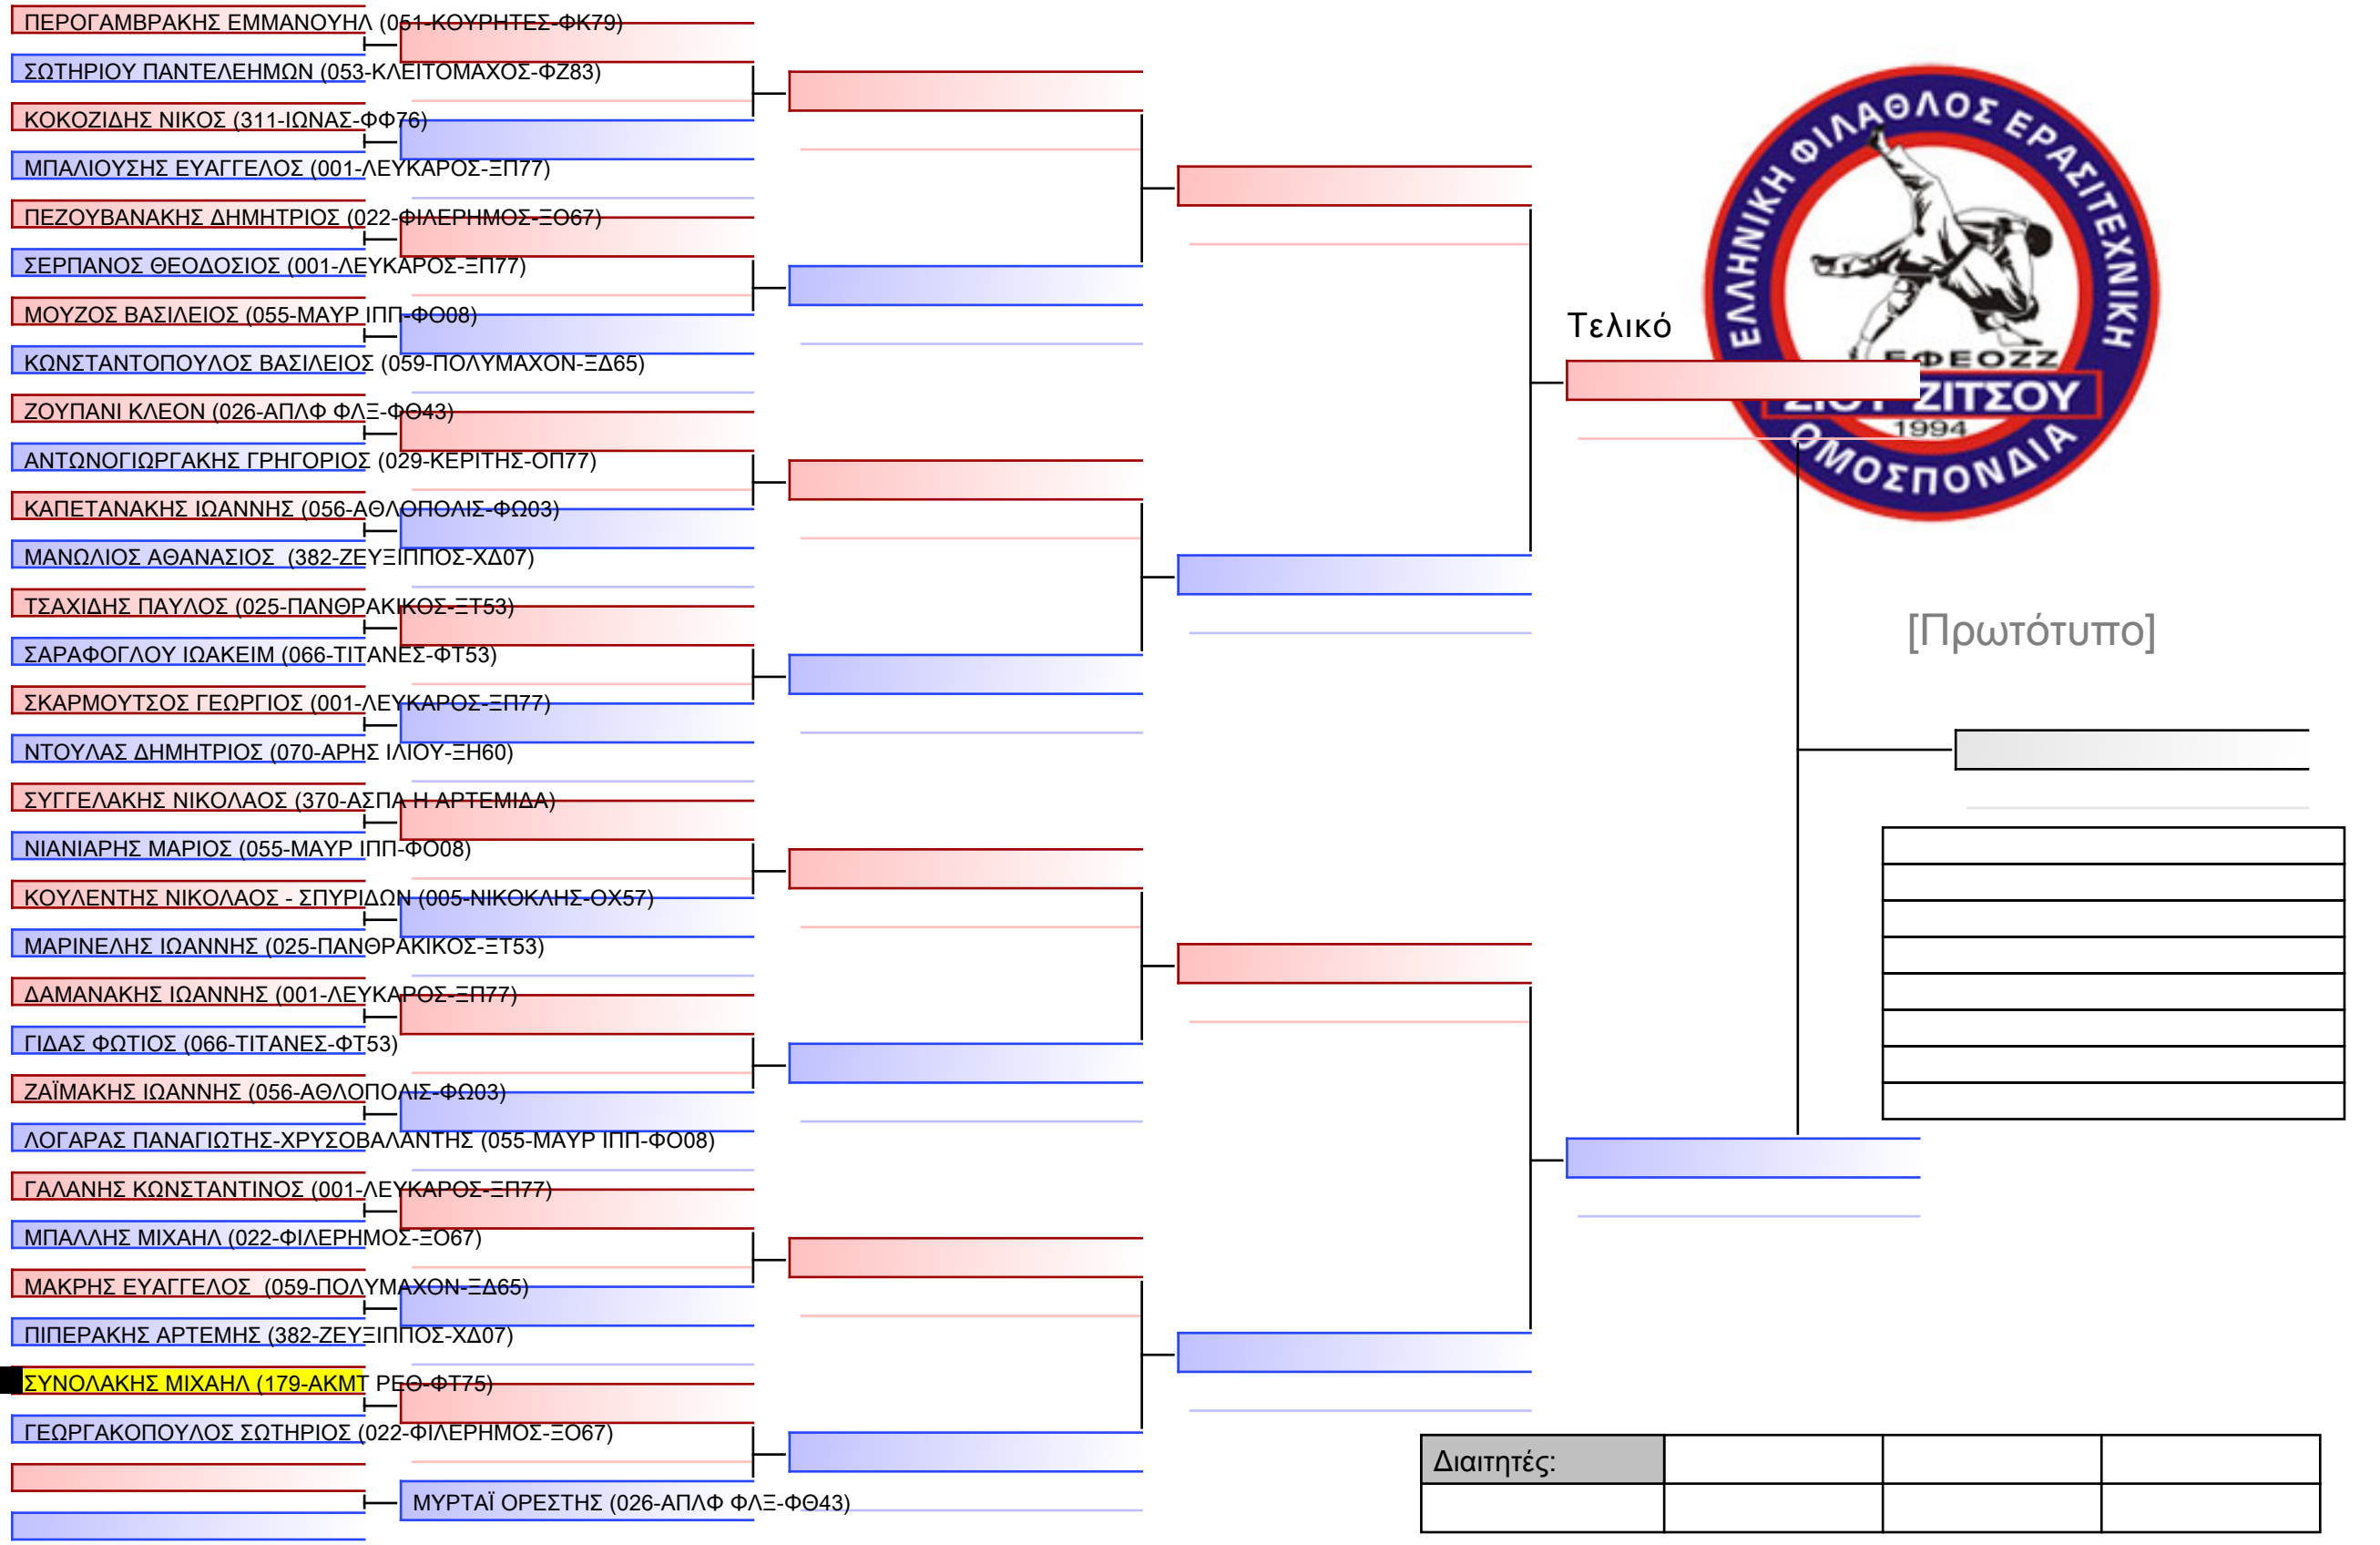 ΠΕΡΟΓΑΜΒΡΑΚΗΣ ΕΜΜΑΝΟΥΗΛ (051-ΚΟΥΡΗΤΕΣ-ΦΚ79)
ΣΩΤΗΡΙΟΥ ΠΑΝΤΕΛΕΗΜΩΝ (053-ΚΛΕΙΤΟΜΑΧΟΣ-ΦΖ83)
ΚΟΚΟΖΙΔΗΣ ΝΙΚΟΣ (311-ΙΩΝΑΣ-ΦΦ76)
ΜΠΑΛΙΟΥΣΗΣ ΕΥΑΓΓΕΛΟΣ (001-ΛΕΥΚΑΡΟΣ-ΞΠ77)
ΠΕΖΟΥΒΑΝΑΚΗΣ ΔΗΜΗΤΡΙΟΣ (022-ΦΙΛΕΡΗΜΟΣ-ΞΟ67)
ΣΕΡΠΑΝΟΣ ΘΕΟΔΟΣΙΟΣ (001-ΛΕΥΚΑΡΟΣ-ΞΠ77)
ΜΟΥΖΟΣ ΒΑΣΙΛΕΙΟΣ (055-ΜΑΥΡ ΙΠΠ-ΦΟ08)
ΚΩΝΣΤΑΝΤΟΠΟΥΛΟΣ ΒΑΣΙΛΕΙΟΣ (059-ΠΟΛΥΜΑΧΟΝ-ΞΔ65)
ΖΟΥΠΑΝΙ ΚΛΕΟΝ (026-ΑΠΛΦ ΦΛΞ-ΦΘ43)
ΑΝΤΩΝΟΓΙΩΡΓΑΚΗΣ ΓΡΗΓΟΡΙΟΣ (029-ΚΕΡΙΤΗΣ-ΟΠ77)
ΚΑΠΕΤΑΝΑΚΗΣ ΙΩΑΝΝΗΣ (056-ΑΘΛΟΠΟΛΙΣ-ΦΩ03)
ΜΑΝΩΛΙΟΣ ΑΘΑΝΑΣΙΟΣ  (382-ΖΕΥΞΙΠΠΟΣ-ΧΔ07)
ΤΣΑΧΙΔΗΣ ΠΑΥΛΟΣ (025-ΠΑΝΘΡΑΚΙΚΟΣ-ΞΤ53)
ΣΑΡΑΦΟΓΛΟΥ ΙΩΑΚΕΙΜ (066-ΤΙΤΑΝΕΣ-ΦΤ53)
ΣΚΑΡΜΟΥΤΣΟΣ ΓΕΩΡΓΙΟΣ (001-ΛΕΥΚΑΡΟΣ-ΞΠ77)
ΝΤΟΥΛΑΣ ΔΗΜΗΤΡΙΟΣ (070-ΑΡΗΣ ΙΛΙΟΥ-ΞΗ60)
ΣΥΓΓΕΛΑΚΗΣ ΝΙΚΟΛΑΟΣ (370-ΑΣΠΑ Η ΑΡΤΕΜΙΔΑ)
ΝΙΑΝΙΑΡΗΣ ΜΑΡΙΟΣ (055-ΜΑΥΡ ΙΠΠ-ΦΟ08)
ΚΟΥΛΕΝΤΗΣ ΝΙΚΟΛΑΟΣ - ΣΠΥΡΙΔΩΝ (005-ΝΙΚΟΚΛΗΣ-ΟΧ57)
ΜΑΡΙΝΕΛΗΣ ΙΩΑΝΝΗΣ (025-ΠΑΝΘΡΑΚΙΚΟΣ-ΞΤ53)
ΔΑΜΑΝΑΚΗΣ ΙΩΑΝΝΗΣ (001-ΛΕΥΚΑΡΟΣ-ΞΠ77)
ΓΙΔΑΣ ΦΩΤΙΟΣ (066-ΤΙΤΑΝΕΣ-ΦΤ53)
ΖΑΪΜΑΚΗΣ ΙΩΑΝΝΗΣ (056-ΑΘΛΟΠΟΛΙΣ-ΦΩ03)
ΛΟΓΑΡΑΣ ΠΑΝΑΓΙΩΤΗΣ-ΧΡΥΣΟΒΑΛΑΝΤΗΣ (055-ΜΑΥΡ ΙΠΠ-ΦΟ08)
ΓΑΛΑΝΗΣ ΚΩΝΣΤΑΝΤΙΝΟΣ (001-ΛΕΥΚΑΡΟΣ-ΞΠ77)
ΜΠΑΛΛΗΣ ΜΙΧΑΗΛ (022-ΦΙΛΕΡΗΜΟΣ-ΞΟ67)
ΜΑΚΡΗΣ ΕΥΑΓΓΕΛΟΣ  (059-ΠΟΛΥΜΑΧΟΝ-ΞΔ65)
ΠΙΠΕΡΑΚΗΣ ΑΡΤΕΜΗΣ (382-ΖΕΥΞΙΠΠΟΣ-ΧΔ07)
ΣΥΝΟΛΑΚΗΣ ΜΙΧΑΗΛ (179-ΑΚΜΤ ΡΕΘ-ΦΤ75)
ΓΕΩΡΓΑΚΟΠΟΥΛΟΣ ΣΩΤΗΡΙΟΣ (022-ΦΙΛΕΡΗΜΟΣ-ΞΟ67)
ΜΥΡΤΑΪ ΟΡΕΣΤΗΣ (026-ΑΠΛΦ ΦΛΞ-ΦΘ43)
Τελικό
ΕΛΛΗΝΙΚΗ ΦΙΛΑΘΛΟΣ ΕΡΑΣΙΤΕΧΝΙΚΗ
ΕΦΕΟΖΖ
ΖΙΟΥ ΖΙΤΣΟΥ
1994
ΟΜΟΣΠΟΝΔΙΑ
[Πρωτότυπο]
Διαιτητές: